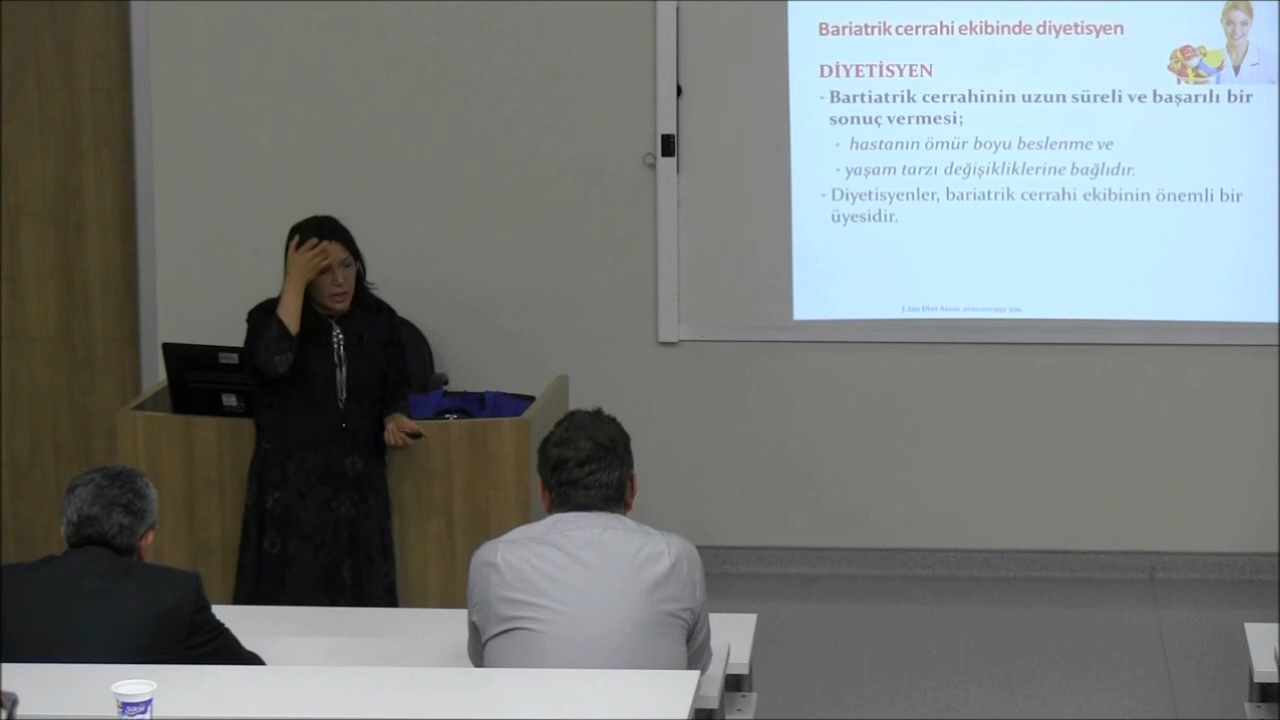 Bariatrik cerrahi ekibinde diyetisyen
DİYETİSYEN
Bartiatrik cerrahinin uzun süreli ve başarılı bir
sonuç vermesi;
hastanın ömür boyu beslenme ve
yaşam tarzı değişikliklerine bağlıdır.
Diyetisyenler, bariatrik cerrahi ekibinin önemli bir
üyesidir.